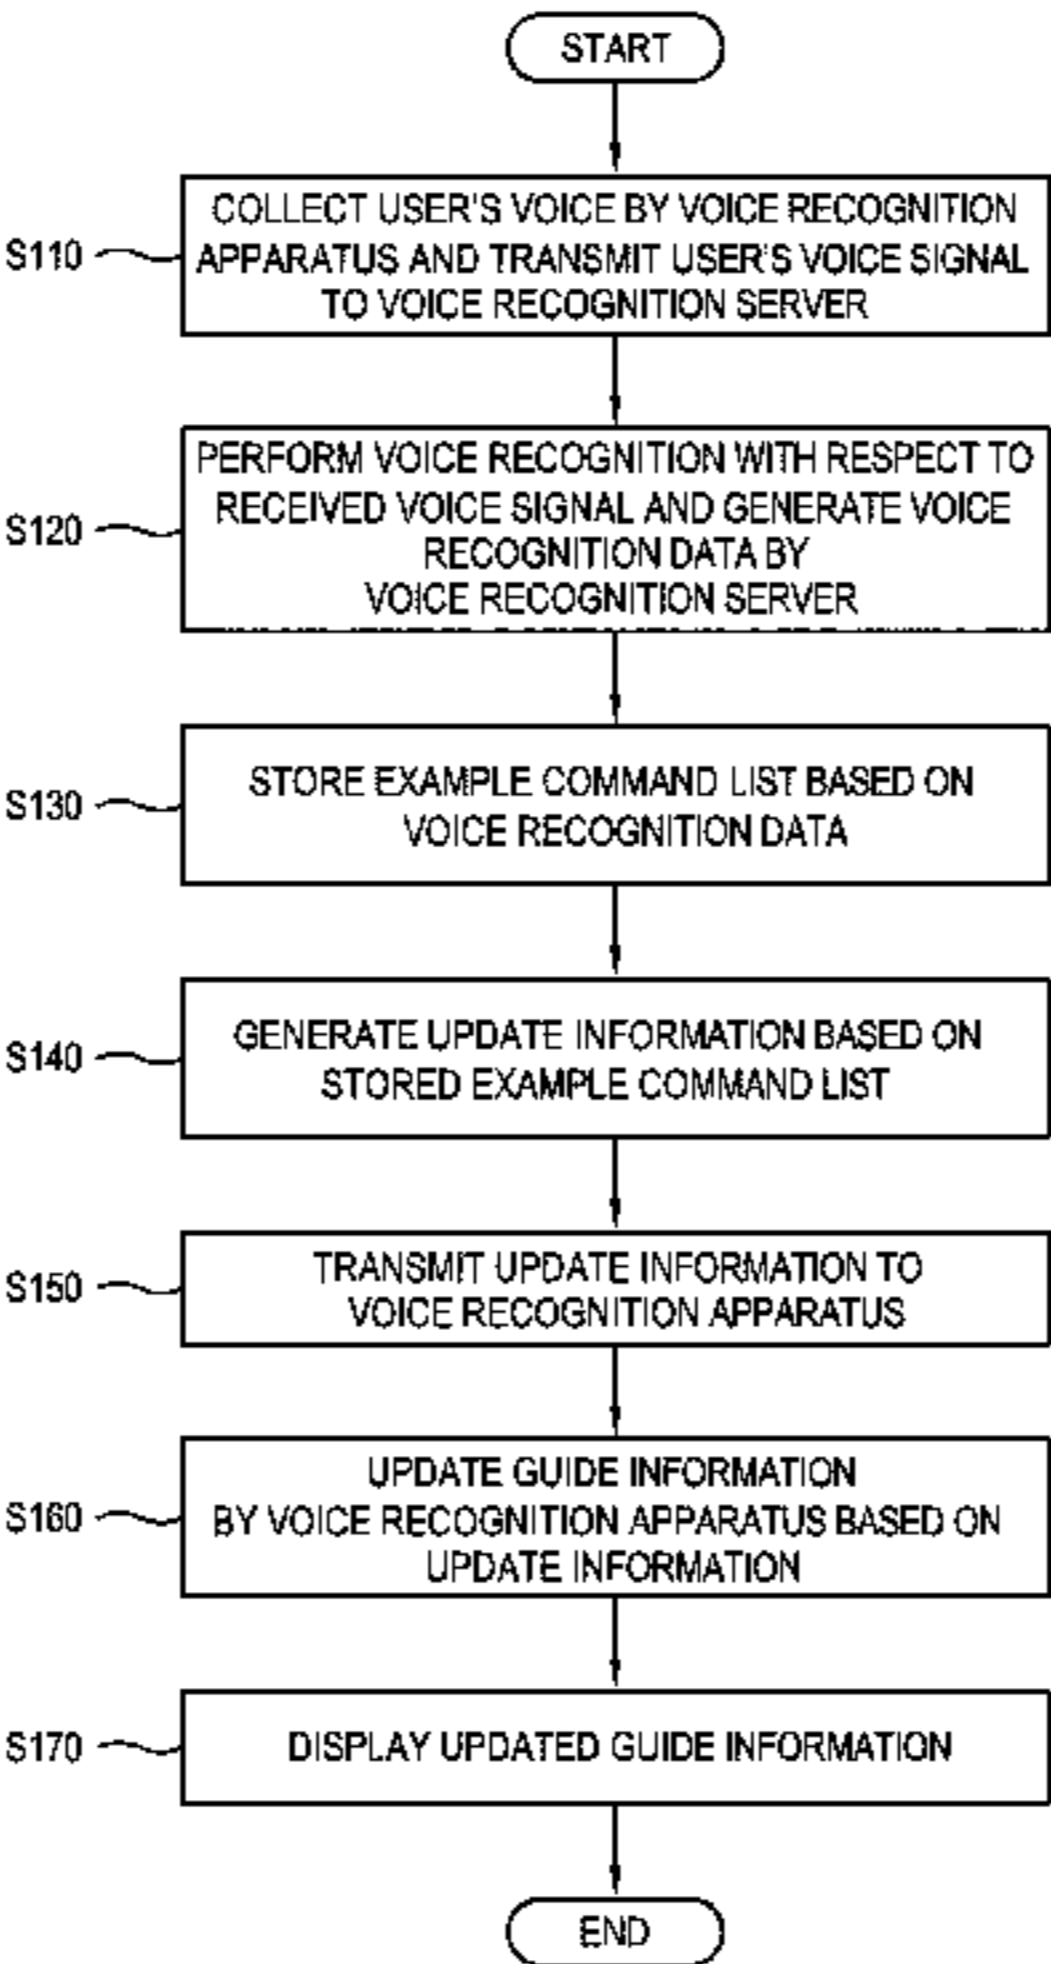 START
COLLECT USER'S VOICE BY VOICE RECOGNITION
S110
APPARATUS AND TRANSMIT USER'S VOICE SIGNAL
TO VOICE RECOGNITION SERVER
PERFORM VOICE RECOGNITION WITH RESPECT TO
RECEIVED VOICE SIGNAL AND GENERATE VOICE
S120
RECOGNITION DATA BY
VOICE RECOGNITION SERVER
S130
STORE EXAMPLE COMMAND LIST BASED ON
VOICE RECOGNITION DATA
S140
GENERATE UPDATE INFORMATION BASED ON
STORED EXAMPLE COMMAND LIST
S150
TRANSMIT UPDATE INFORMATION TO
VOICE RECOGNITION APPARATUS
UPDATE GUIDE INFORMATION
S160
BY VOICE RECOGNITION APPARATUS BASED ON
UPDATE INFORMATION
S170
DISPLAY UPDATED GUIDE INFORMATION
END